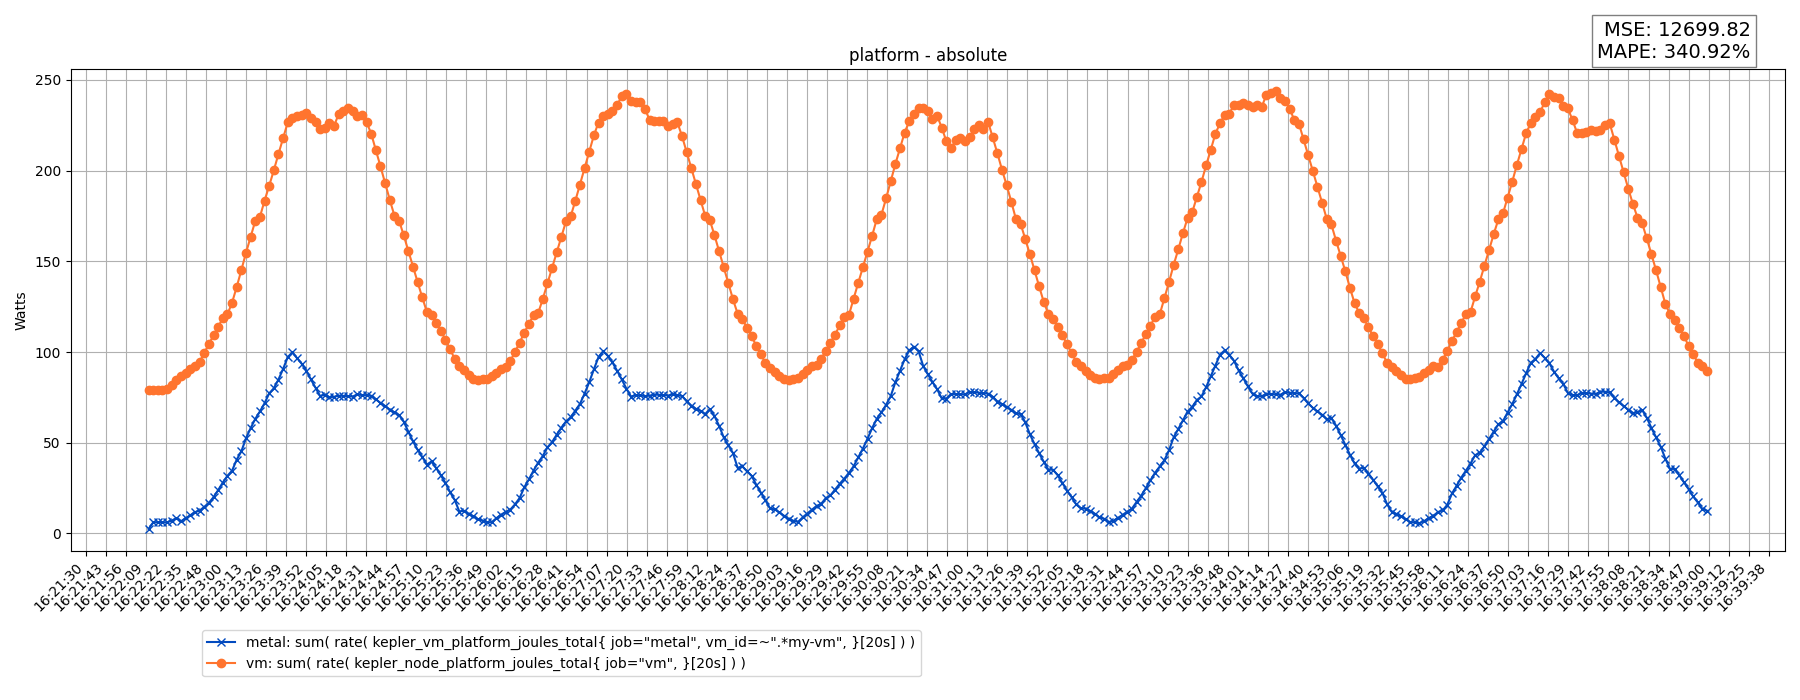 MSE: 12699.82
MAPE: 340.92%
platform - absolute
250
200
150
100
50
0
Watts
16:21:30 16:21:43 16:21:56 16:22:09 16:22:22 16:22:35 16:22:48 16:23:00 16:23:13 16:23:26 16:23:39 16:23:52 16:24:05 16:24:18 16:24:31 16:24:44 16:24:57 16:25:10 16:25:23 16:25:36 16:25:49 16:26:02 16:26:15 16:26:28 16:26:41 16:26:54 16:27:07 16:27:20 16:27:33 16:27:46 16:27:59 16:28:12 16:28:24 16:28:37 16:28:50 16:29:03 16:29:16 16:29:29 16:29:42 16:29:55 16:30:08 16:30:21 16:30:34 16:30:47 16:31:00 16:31:13 16:31:26 16:31:39 16:31:52 16:32:05 16:32:18 16:32:31 16:32:44 16:32:57 16:33:10 16:33:23 16:33:36 16:33:48 16:34:01 16:34:14 16:34:27 16:34:40 16:34:53 16:35:06 16:35:19 16:35:32 16:35:45 16:35:58 16:36:11 16:36:24 16:36:37 16:36:50 16:37:03 16:37:16 16:37:29 16:37:42 16:37:55 16:38:08 16:38:21 16:38:34 16:38:47 16:39:00 16:39:12 16:39:25 16:39:38
metal: sum( rate( kepler_vm_platform_joules_total{ job="metal", vm_id=~".*my-vm", }[20s] ) )
vm: sum( rate( kepler_node_platform_joules_total{ job="vm", }[20s] ) )